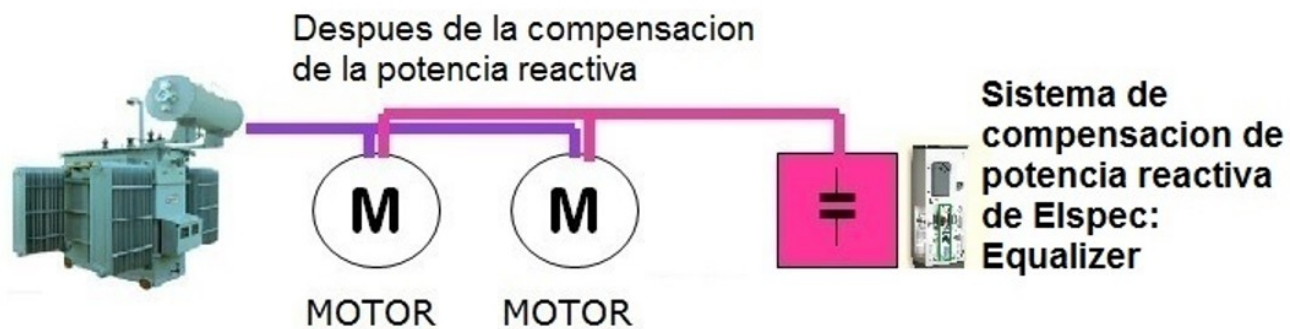 Despues de la compensacion
de la potencia reactiva
Sistema de
compensacion de
potencia reactiva
de Elspec:
Equalizer
M
M
MOTOR
MOTOR